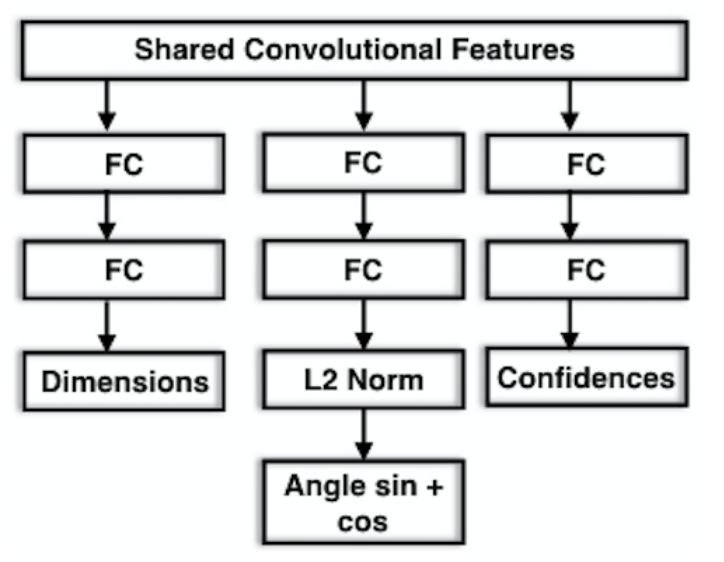 Shared Convolutional Features
FC
FC
FC
FC
FC
FC
Dimensions
L2 Norm
Confidences
Angle sin +
cos